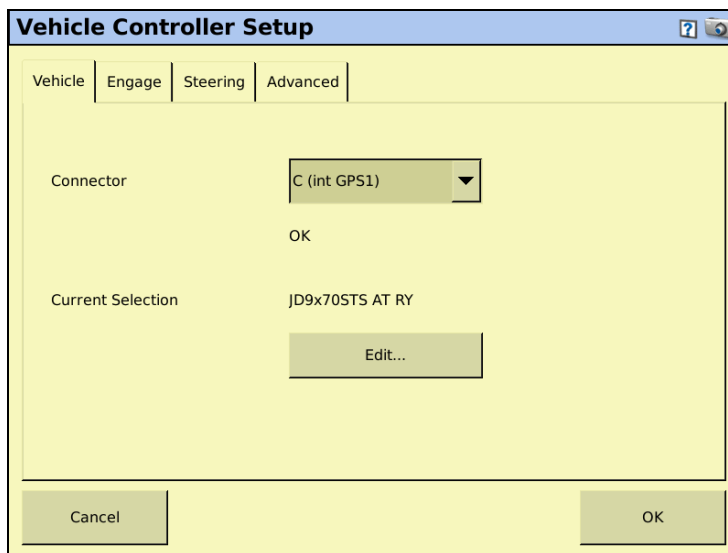 Vehicle Controller Setup ?
Vehicle Engage Steering Advanced
Connector C (int GPS1)
OK
Current Selection JD9x70STS AT RY
Edit...
Cancel OK